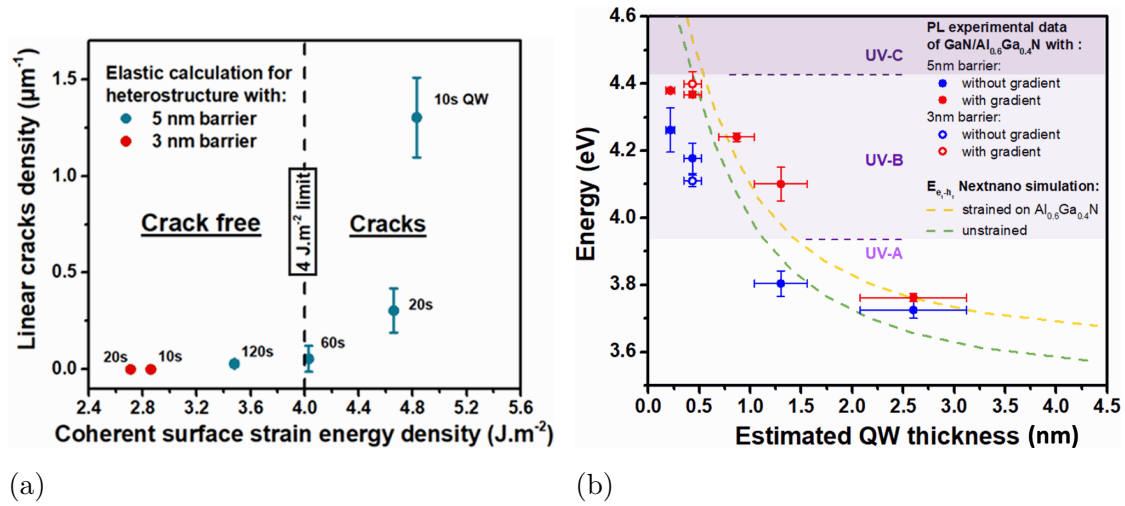 (a)
Linear cracks density (µm⁻¹)
1.5
1.0
0.5
0.0
Elastic calculation for
heterostructure with:
5 nm barrier
3 nm barrier
10s QW
4 J.m⁻² limit
Crack free
Cracks
20s
60s
120s
20s
10s
2.4 2.8 3.2 3.6 4.0 4.4 4.8 5.2 5.6
Coherent surface strain energy density (J.m⁻²)
(a)
(b)
Energy (eV)
4.6
4.4
4.2
4.0
3.8
3.6
UV-C
UV-B
UV-A
PL experimental data
of GaN/Al₀.₆Ga₀.₄N with :
5nm barrier:
without gradient
with gradient
3nm barrier:
without gradient
with gradient
E e₁-h₁ Nextnano simulation:
strained on Al₀.₆Ga₀.₄N
unstrained
0.0 0.5 1.0 1.5 2.0 2.5 3.0 3.5 4.0 4.5
Estimated QW thickness (nm)
(b)